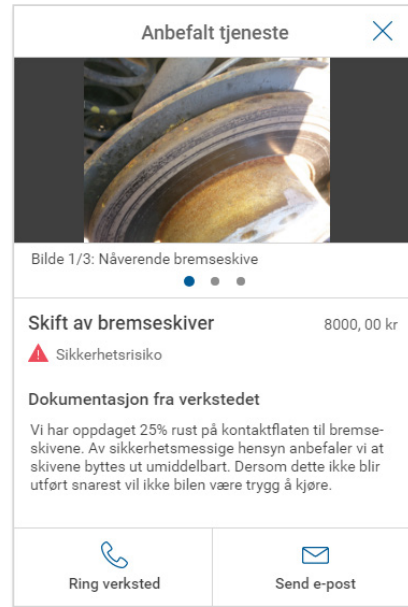 Anbefalt tjeneste
Bilde 1/3: Nåverende bremseskive
Skift av bremseskiver 8000, 00 kr
Sikkerhetsrisiko
Dokumentasjon fra verkstedet
Vi har oppdaget 25% rust på kontaktflaten til bremse-
skivene. Av sikkerhetsmessige hensyn anbefaler vi at
skivene byttes ut umiddelbart. Dersom dette ikke blir
utført snarest vil ikke bilen være trygg å kjøre.
Ring verksted Send e-post